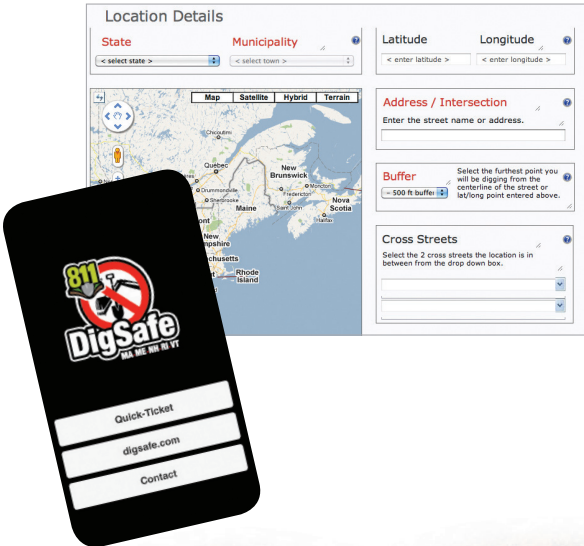 Location Details
State
Municipality
< select state >
< select town >
Latitude
Longitude
< enter latitude >
< enter longitude >
Map
Satellite
Hybrid
Terrain
Chicoutimi
Québec
Drummondville
Sherbrooke
Maine
New
Brunswick
Moncton
Fredericton
Saint John
Nova
Scotia
Halifax
New
Rhode
Island
Address / Intersection
Enter the street name or address.
Buffer
~ 500 ft buffer
Select the furthest point you
will be digging from the
centerline of the street or
lat/long point entered above.
Cross Streets
Select the 2 cross streets the location is in
between from the drop down box.
811
DigSafe
MA ME NH RI VT
Quick-Ticket
digsafe.com
Contact